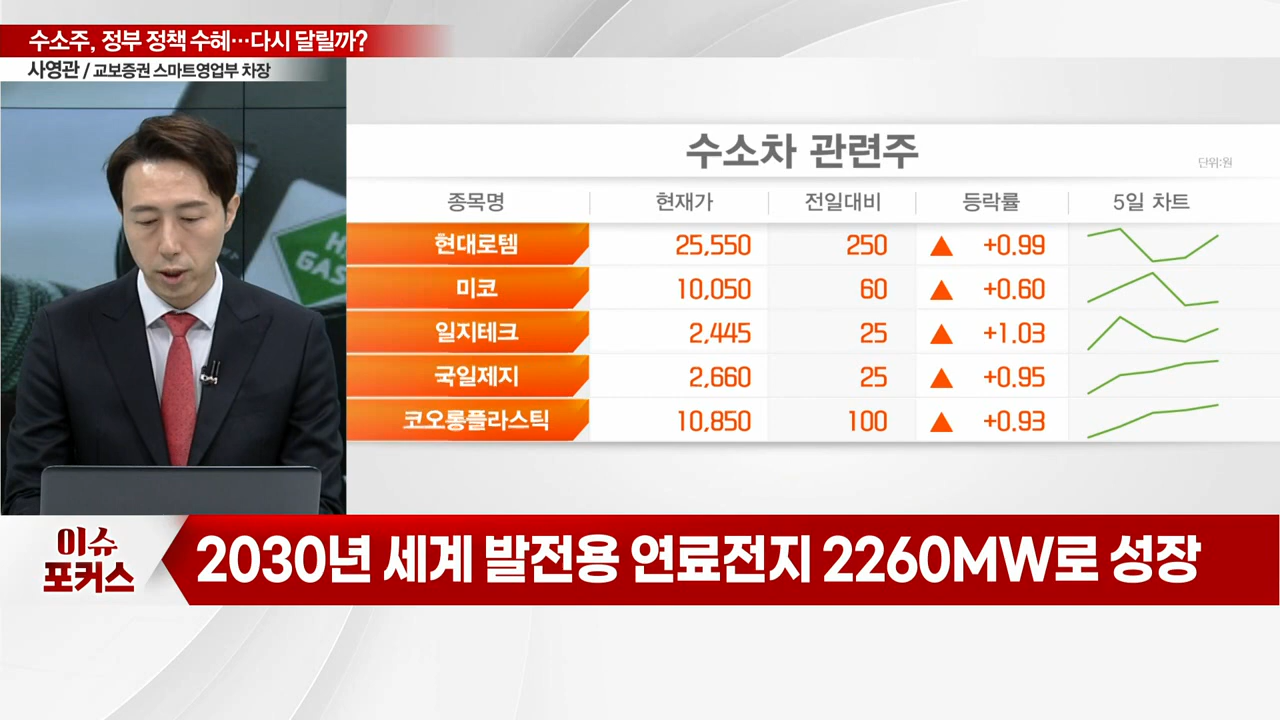 수소주, 정부 정책 수혜…다시 달릴까?
사영관 / 교보증권 스마트영업부 차장
H
GAS
수소차 관련주
단위:원
종목명 현재가 전일대비 등락률 5일 차트
현대로템 25,550 250 ▲ +0.99
미코 10,050 60 ▲ +0.60
일지테크 2,445 25 ▲ +1.03
국일제지 2,660 25 ▲ +0.95
코오롱플라스틱 10,850 100 ▲ +0.93
이슈
포커스
2030년 세계 발전용 연료전지 2260MW로 성장